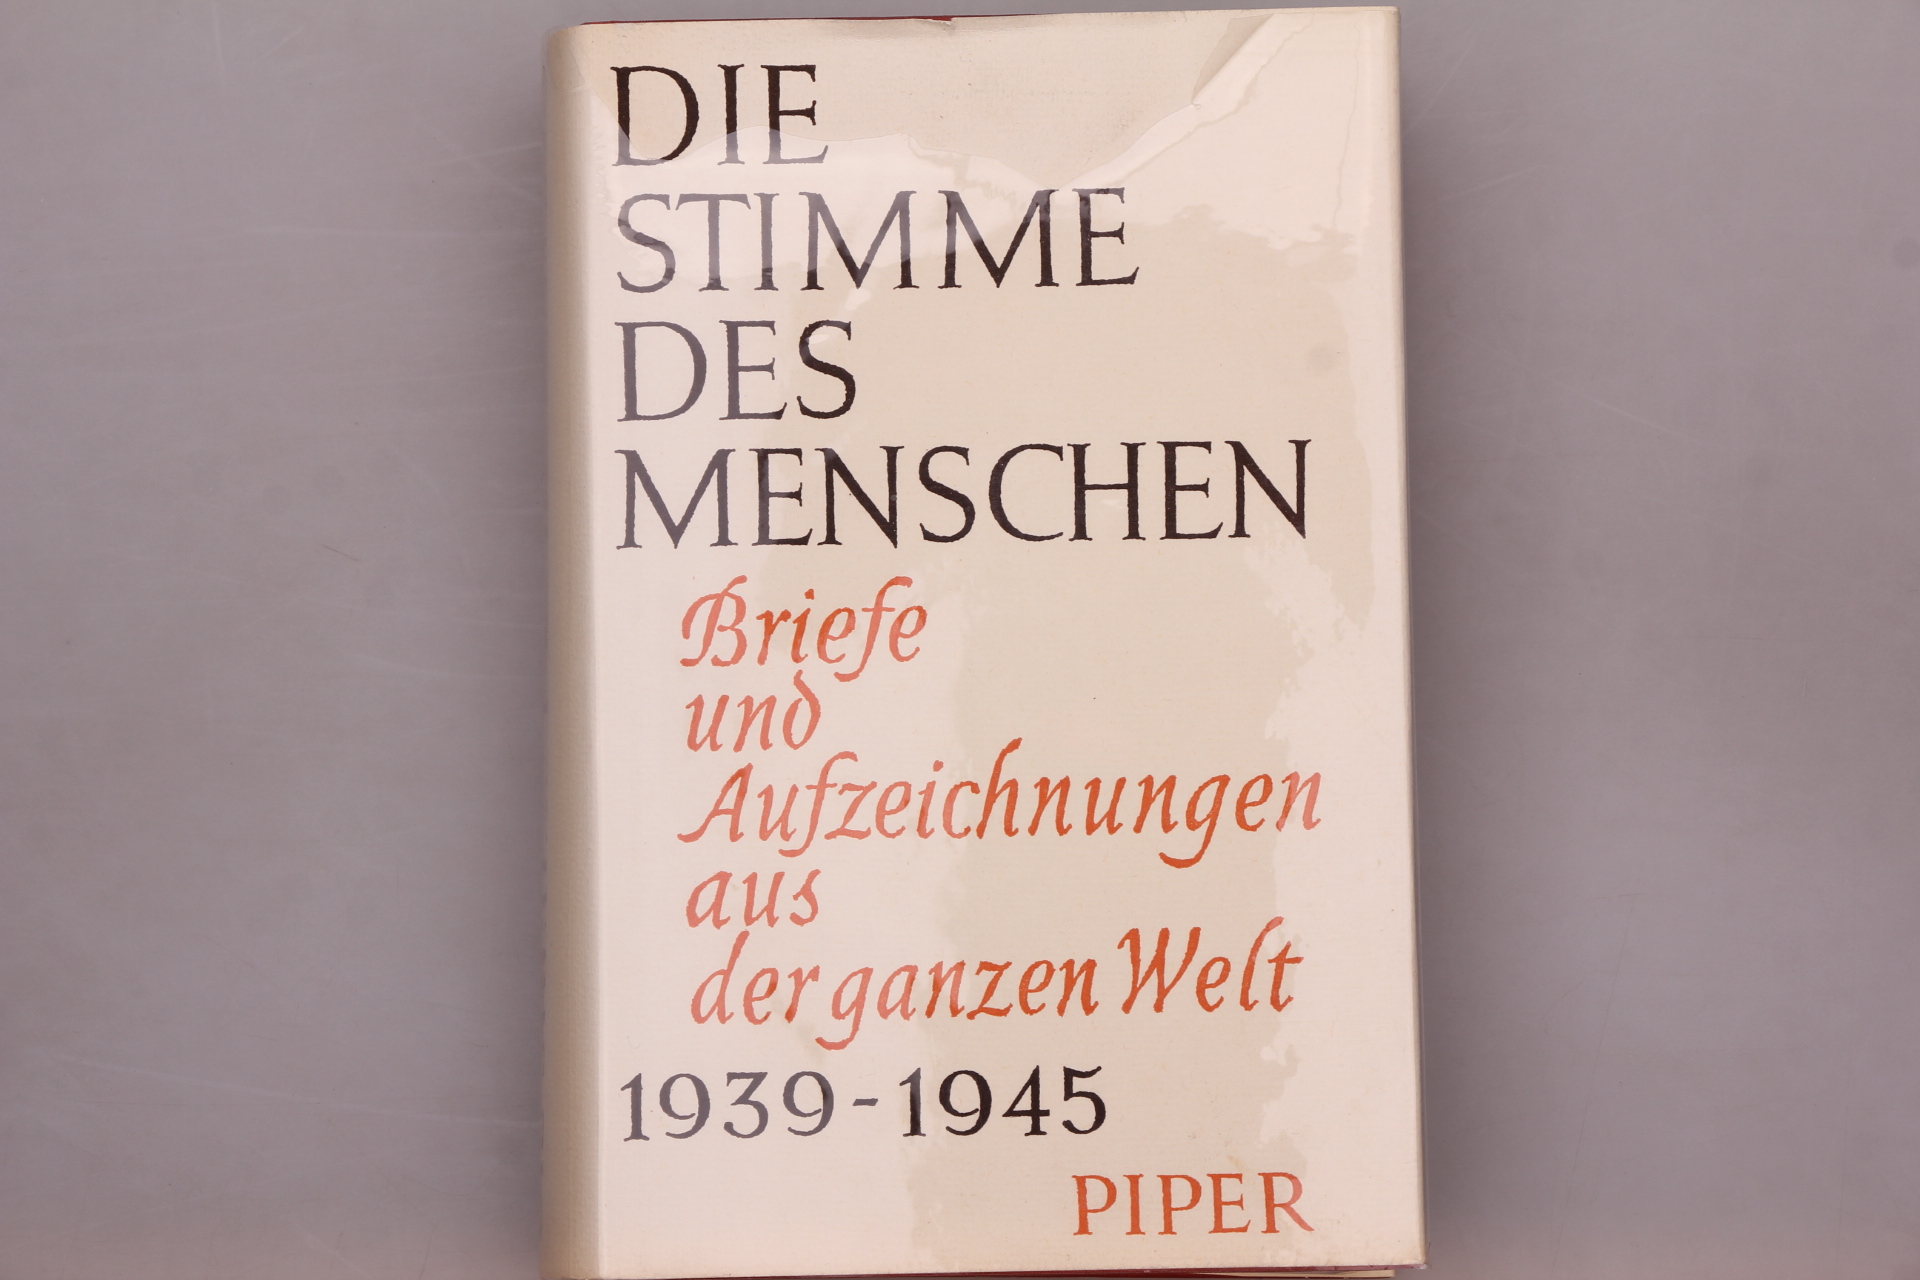 DIE
STIMME
DES
MENSCHEN
Briefe
und
Aufzeichnungen
aus
der ganzen Welt
1939-1945
PIPER